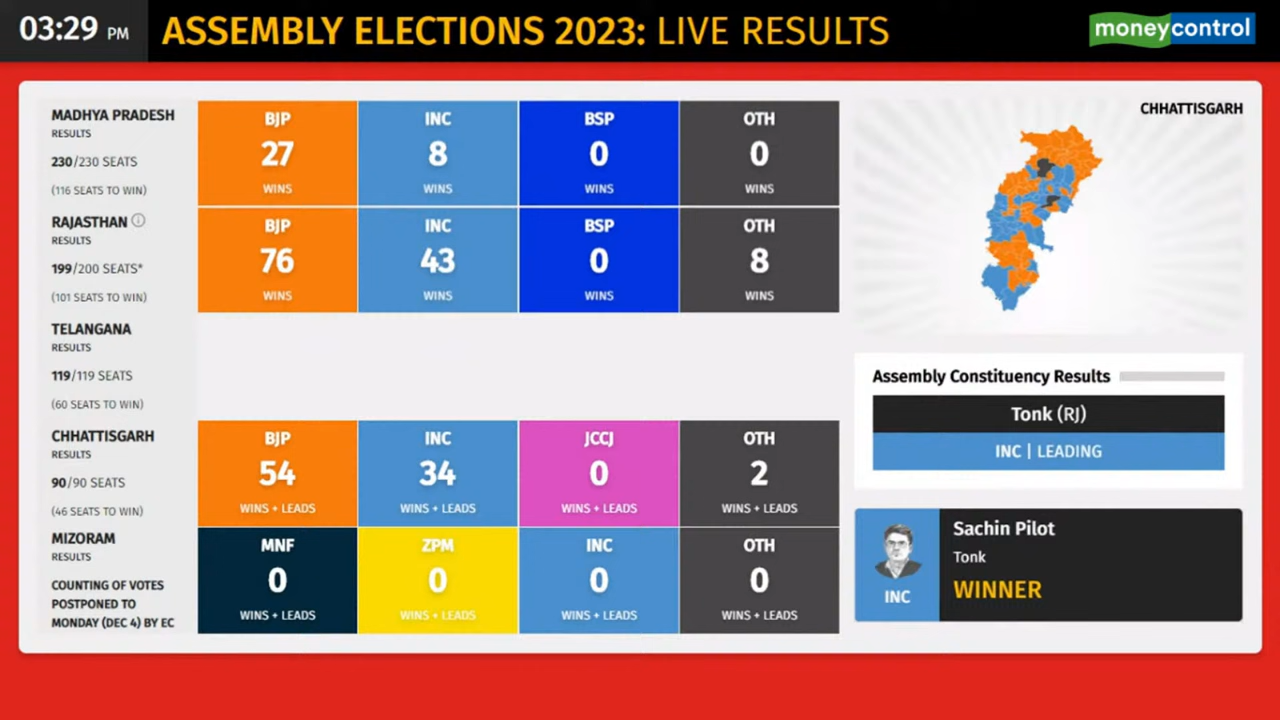 03:29 PM
ASSEMBLY ELECTIONS 2023: LIVE RESULTS
moneycontrol
MADHYA PRADESH
RESULTS
230/230 SEATS
(116 SEATS TO WIN)
BJP
27
WINS
INC
8
WINS
BSP
0
WINS
OTH
0
WINS
RAJASTHAN ⓘ
RESULTS
199/200 SEATS*
(101 SEATS TO WIN)
BJP
76
WINS
INC
43
WINS
BSP
0
WINS
OTH
8
WINS
TELANGANA
RESULTS
119/119 SEATS
(60 SEATS TO WIN)
CHHATTISGARH
RESULTS
90/90 SEATS
(46 SEATS TO WIN)
BJP
54
WINS + LEADS
INC
34
WINS + LEADS
JCCJ
0
WINS + LEADS
OTH
2
WINS + LEADS
MIZORAM
RESULTS
COUNTING OF VOTES
POSTPONED TO
MONDAY (DEC 4) BY EC
MNF
0
WINS + LEADS
ZPM
0
WINS + LEADS
INC
0
WINS + LEADS
OTH
0
WINS + LEADS
CHHATTISGARH
Assembly Constituency Results
Tonk (RJ)
INC | LEADING
Sachin Pilot
Tonk
WINNER
INC